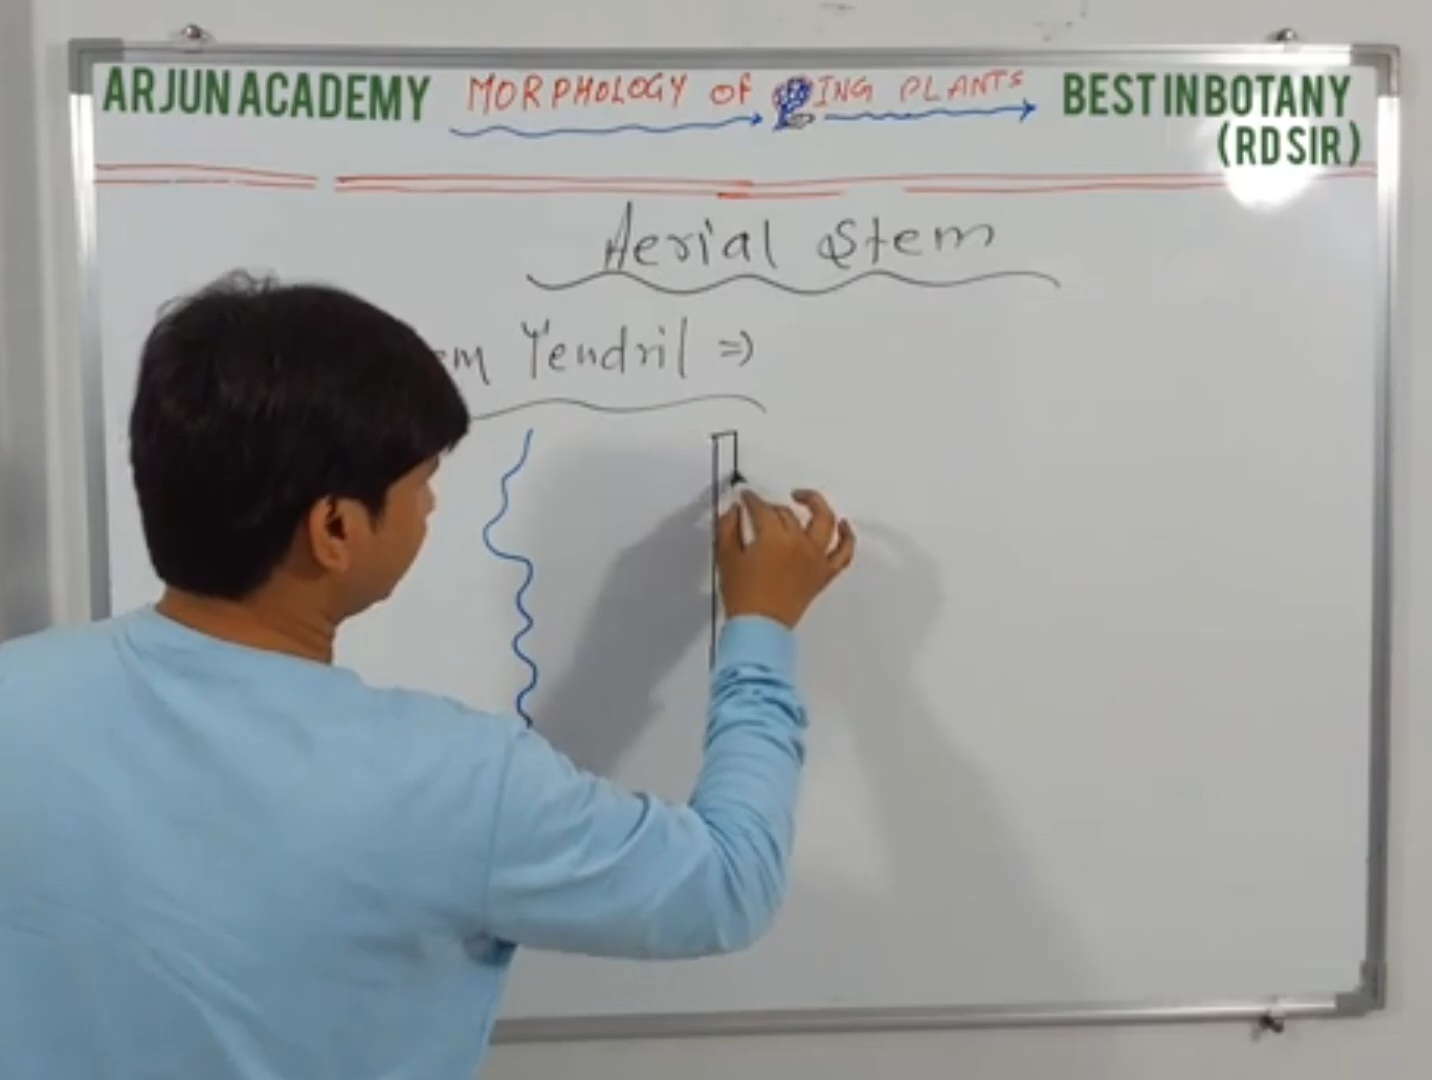 ARJUN ACADEMY MORPHOLOGY OF ING PLANTS BEST IN BOTANY
(RD SIR)
Aerial Stem
em Tendril ⇒